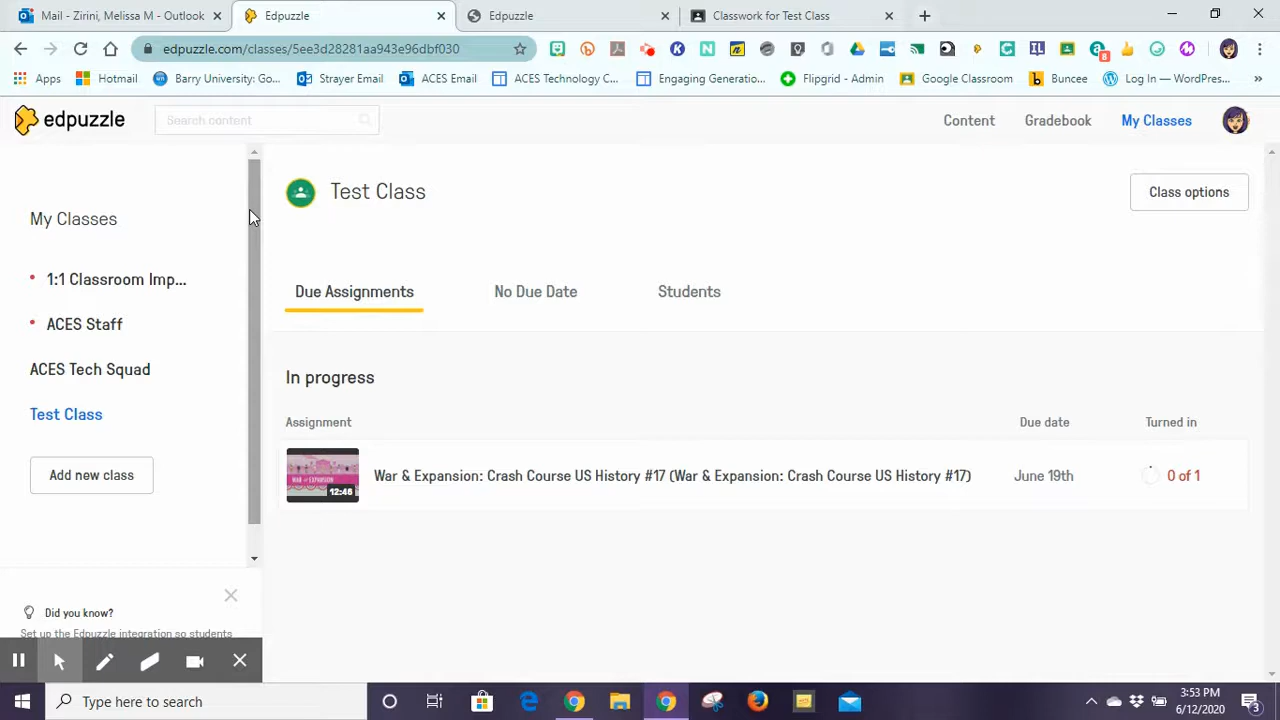 Mail - Zirini, Melissa M - Outlook
Edpuzzle
Edpuzzle
Classwork for Test Class
edpuzzle.com/classes/5ee3d28281aa943e96dbf030
8
Apps
Hotmail
Barry University: Go...
Strayer Email
ACES Email
ACES Technology C...
Engaging Generatio...
Flipgrid - Admin
Google Classroom
Buncee
Log In — WordPres...
»
edpuzzle
Search content
Content
Gradebook
My Classes
Test Class
Class options
My Classes
1:1 Classroom Imp...
ACES Staff
ACES Tech Squad
Test Class
Add new class
Due Assignments
No Due Date
Students
In progress
Assignment
Due date
Turned in
12:46
War & Expansion: Crash Course US History #17 (War & Expansion: Crash Course US History #17)
June 19th
0 of 1
Did you know?
Set up the Edpuzzle integration so students
Type here to search
3:53 PM
6/12/2020
3